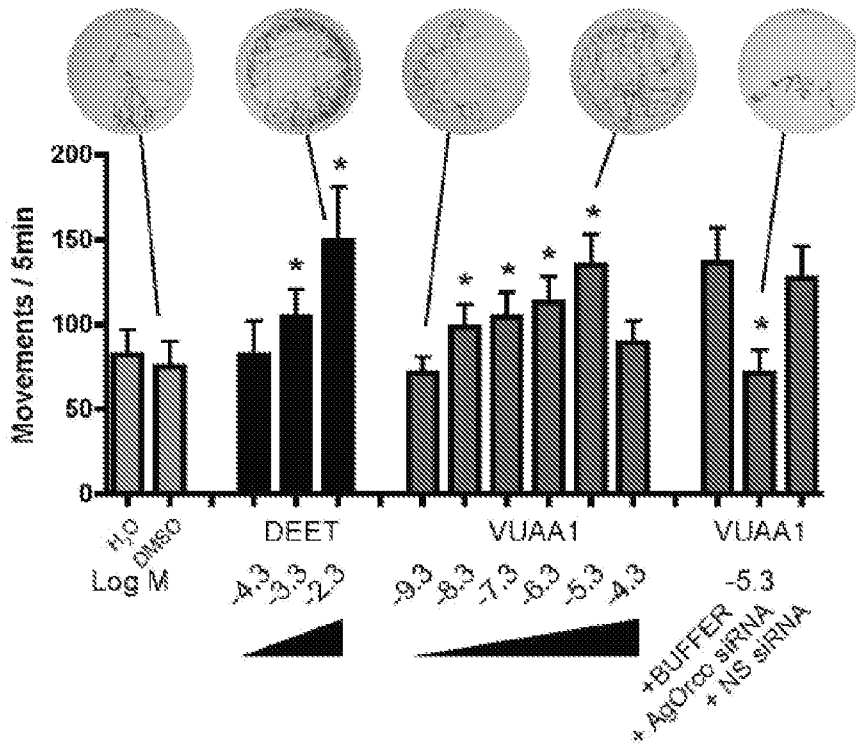 * * * * * * * *
200
150
100
50
0
Movements / 5min
H₂O DMSO DEET VUAA1 VUAA1
Log M -4.3 -3.3 -2.3 -9.3 -8.3 -7.3 -6.3 -5.3 -4.3 -5.3
+BUFFER
+ AgOrco siRNA
+ NS siRNA